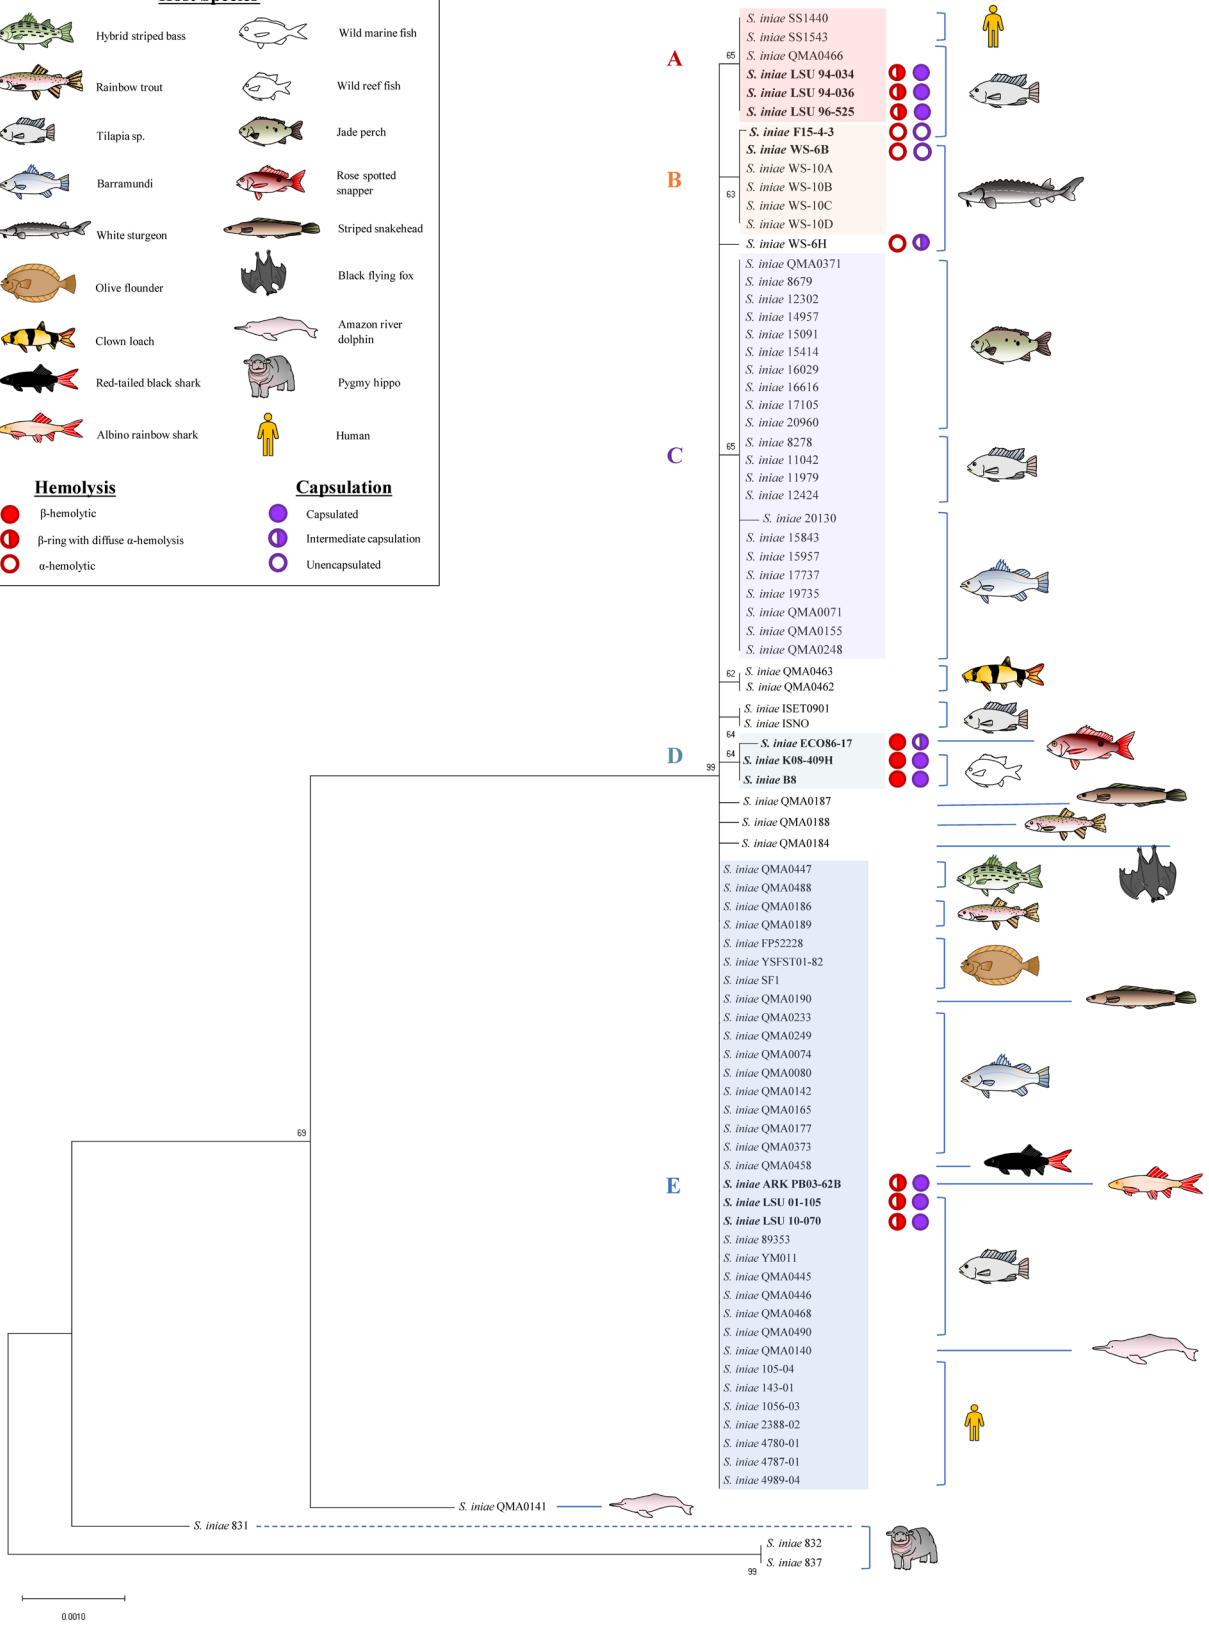 Hybrid striped bass
Rainbow trout
Tilapia sp.
Barramundi
White sturgeon
Olive flounder
Clown loach
Red-tailed black shark
Albino rainbow shark
Wild marine fish
Wild reef fish
Jade perch
Rose spotted
snapper
Striped snakehead
Black flying fox
Amazon river
dolphin
Pygmy hippo
Human
Hemolysis
β-hemolytic
β-ring with diffuse α-hemolysis
α-hemolytic
Capsulation
Capsulated
Intermediate capsulation
Unencapsulated
A
65
S. iniae SS1440
S. iniae SS1543
S. iniae QMA0466
S. iniae LSU 94-034
S. iniae LSU 94-036
S. iniae LSU 96-525
B
63
S. iniae F15-4-3
S. iniae WS-6B
S. iniae WS-10A
S. iniae WS-10B
S. iniae WS-10C
S. iniae WS-10D
S. iniae WS-6H
C
65
S. iniae QMA0371
S. iniae 8679
S. iniae 12302
S. iniae 14957
S. iniae 15091
S. iniae 15414
S. iniae 16029
S. iniae 16616
S. iniae 17105
S. iniae 20960
S. iniae 8278
S. iniae 11042
S. iniae 11979
S. iniae 12424
S. iniae 20130
S. iniae 15843
S. iniae 15957
S. iniae 17737
S. iniae 19735
S. iniae QMA0071
S. iniae QMA0155
S. iniae QMA0248
62
S. iniae QMA0463
S. iniae QMA0462
S. iniae ISET0901
S. iniae ISNO
64
D
64
99
S. iniae ECO86-17
S. iniae K08-409H
S. iniae B8
S. iniae QMA0187
S. iniae QMA0188
S. iniae QMA0184
S. iniae QMA0447
S. iniae QMA0488
S. iniae QMA0186
S. iniae QMA0189
S. iniae FP52228
S. iniae YSFST01-82
S. iniae SF1
S. iniae QMA0190
S. iniae QMA0233
S. iniae QMA0249
S. iniae QMA0074
S. iniae QMA0080
S. iniae QMA0142
S. iniae QMA0165
S. iniae QMA0177
S. iniae QMA0373
S. iniae QMA0458
E
S. iniae ARK PB03-62B
S. iniae LSU 01-105
S. iniae LSU 10-070
S. iniae 89353
S. iniae YM011
S. iniae QMA0445
S. iniae QMA0446
S. iniae QMA0468
S. iniae QMA0490
S. iniae QMA0140
S. iniae 105-04
S. iniae 143-01
S. iniae 1056-03
S. iniae 2388-02
S. iniae 4780-01
S. iniae 4787-01
S. iniae 4989-04
69
S. iniae QMA0141
S. iniae 831
S. iniae 832
S. iniae 837
99
0.0010